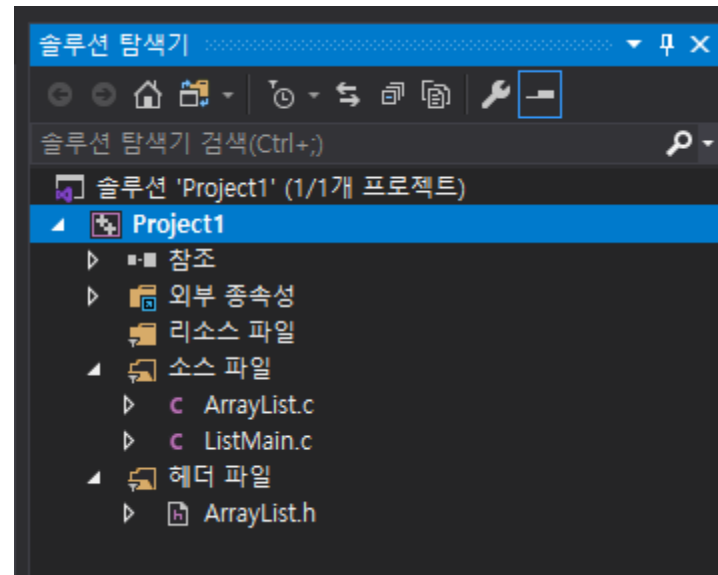 솔루션 탐색기
솔루션 탐색기 검색(Ctrl+;)
솔루션 'Project1' (1/1개 프로젝트)
Project1
참조
외부 종속성
리소스 파일
소스 파일
ArrayList.c
ListMain.c
헤더 파일
ArrayList.h